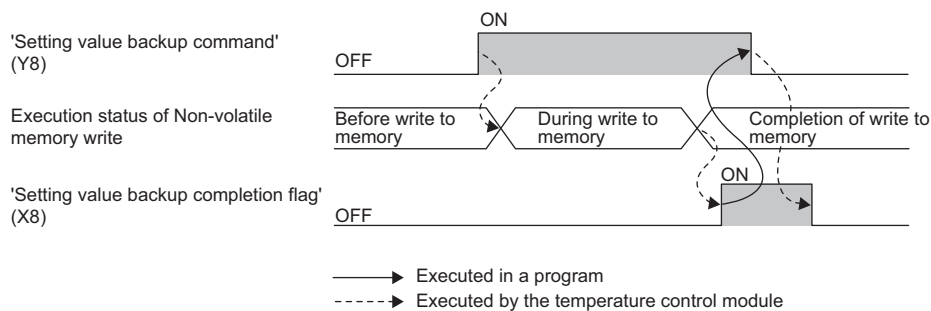 ON
'Setting value backup command'
(Y8)
OFF
Execution status of Non-volatile
memory write
Before write to
memory
During write to
memory
Completion of write to
memory
ON
'Setting value backup completion flag'
(X8)
OFF
Executed in a program
Executed by the temperature control module